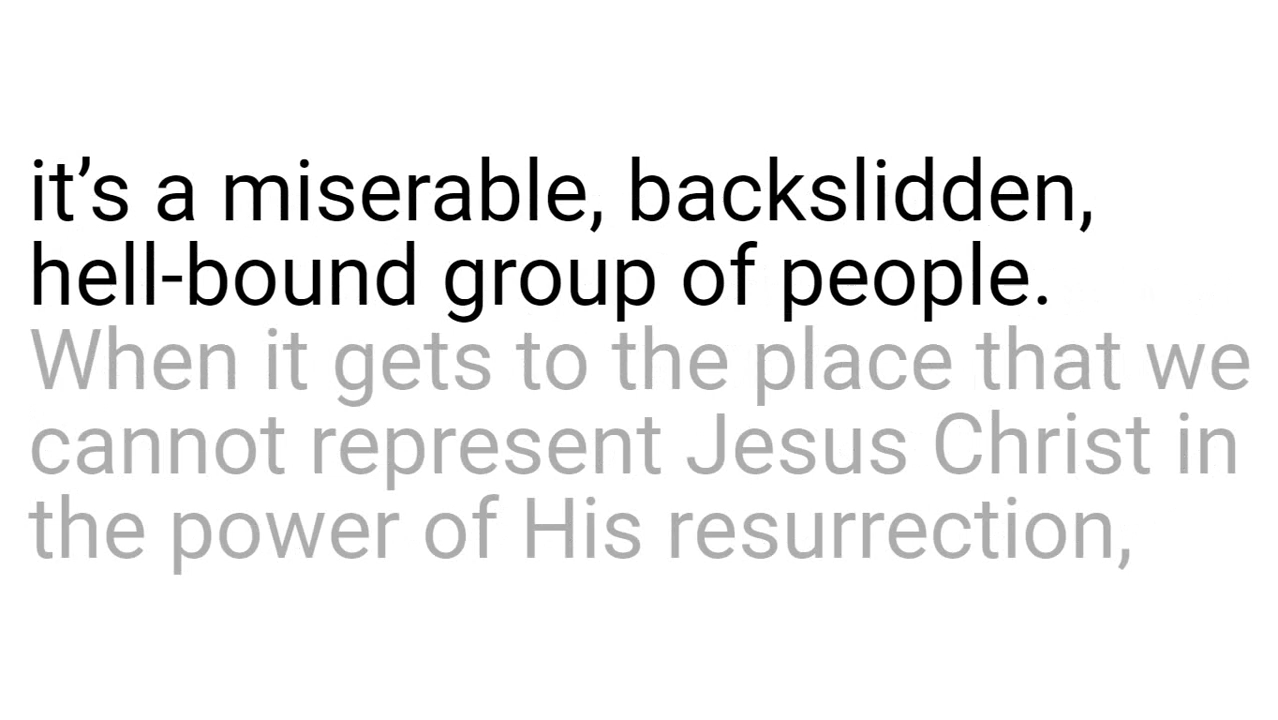 it’s a miserable, backslidden,
hell-bound group of people.
When it gets to the place that we
cannot represent Jesus Christ in
the power of His resurrection,